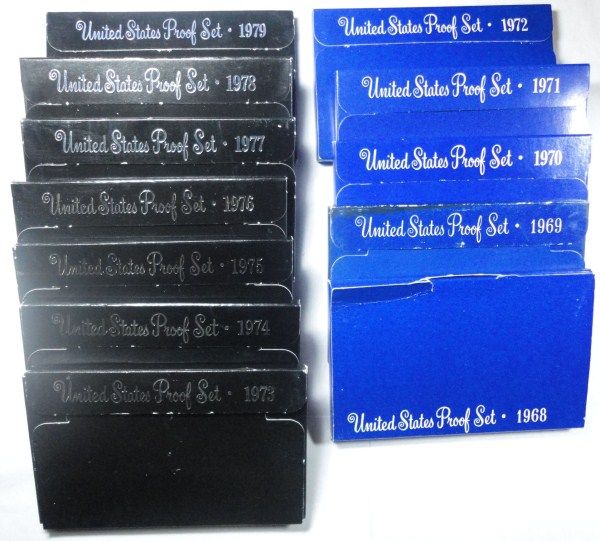 United States Proof Set · 1979
United States Proof Set · 1978
United States Proof Set · 1977
United States Proof Set · 1976
United States Proof Set · 1975
United States Proof Set · 1974
United States Proof Set · 1973
United States Proof Set · 1972
United States Proof Set · 1971
United States Proof Set · 1970
United States Proof Set · 1969
United States Proof Set · 1968